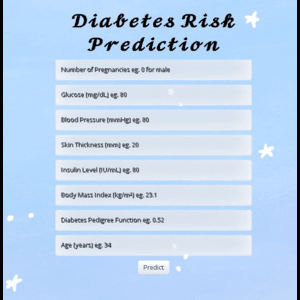 Diabetes Risk
Prediction
Number of Pregnancies eg. 0 for male
Glucose (mg/dL) eg. 80
Blood Pressure (mmHg) eg. 80
Skin Thickness (mm) eg. 20
Insulin Level (IU/mL) eg. 80
Body Mass Index (kg/m²) eg. 23.1
Diabetes Pedigree Function eg. 0.52
Age (years) eg. 34
Predict